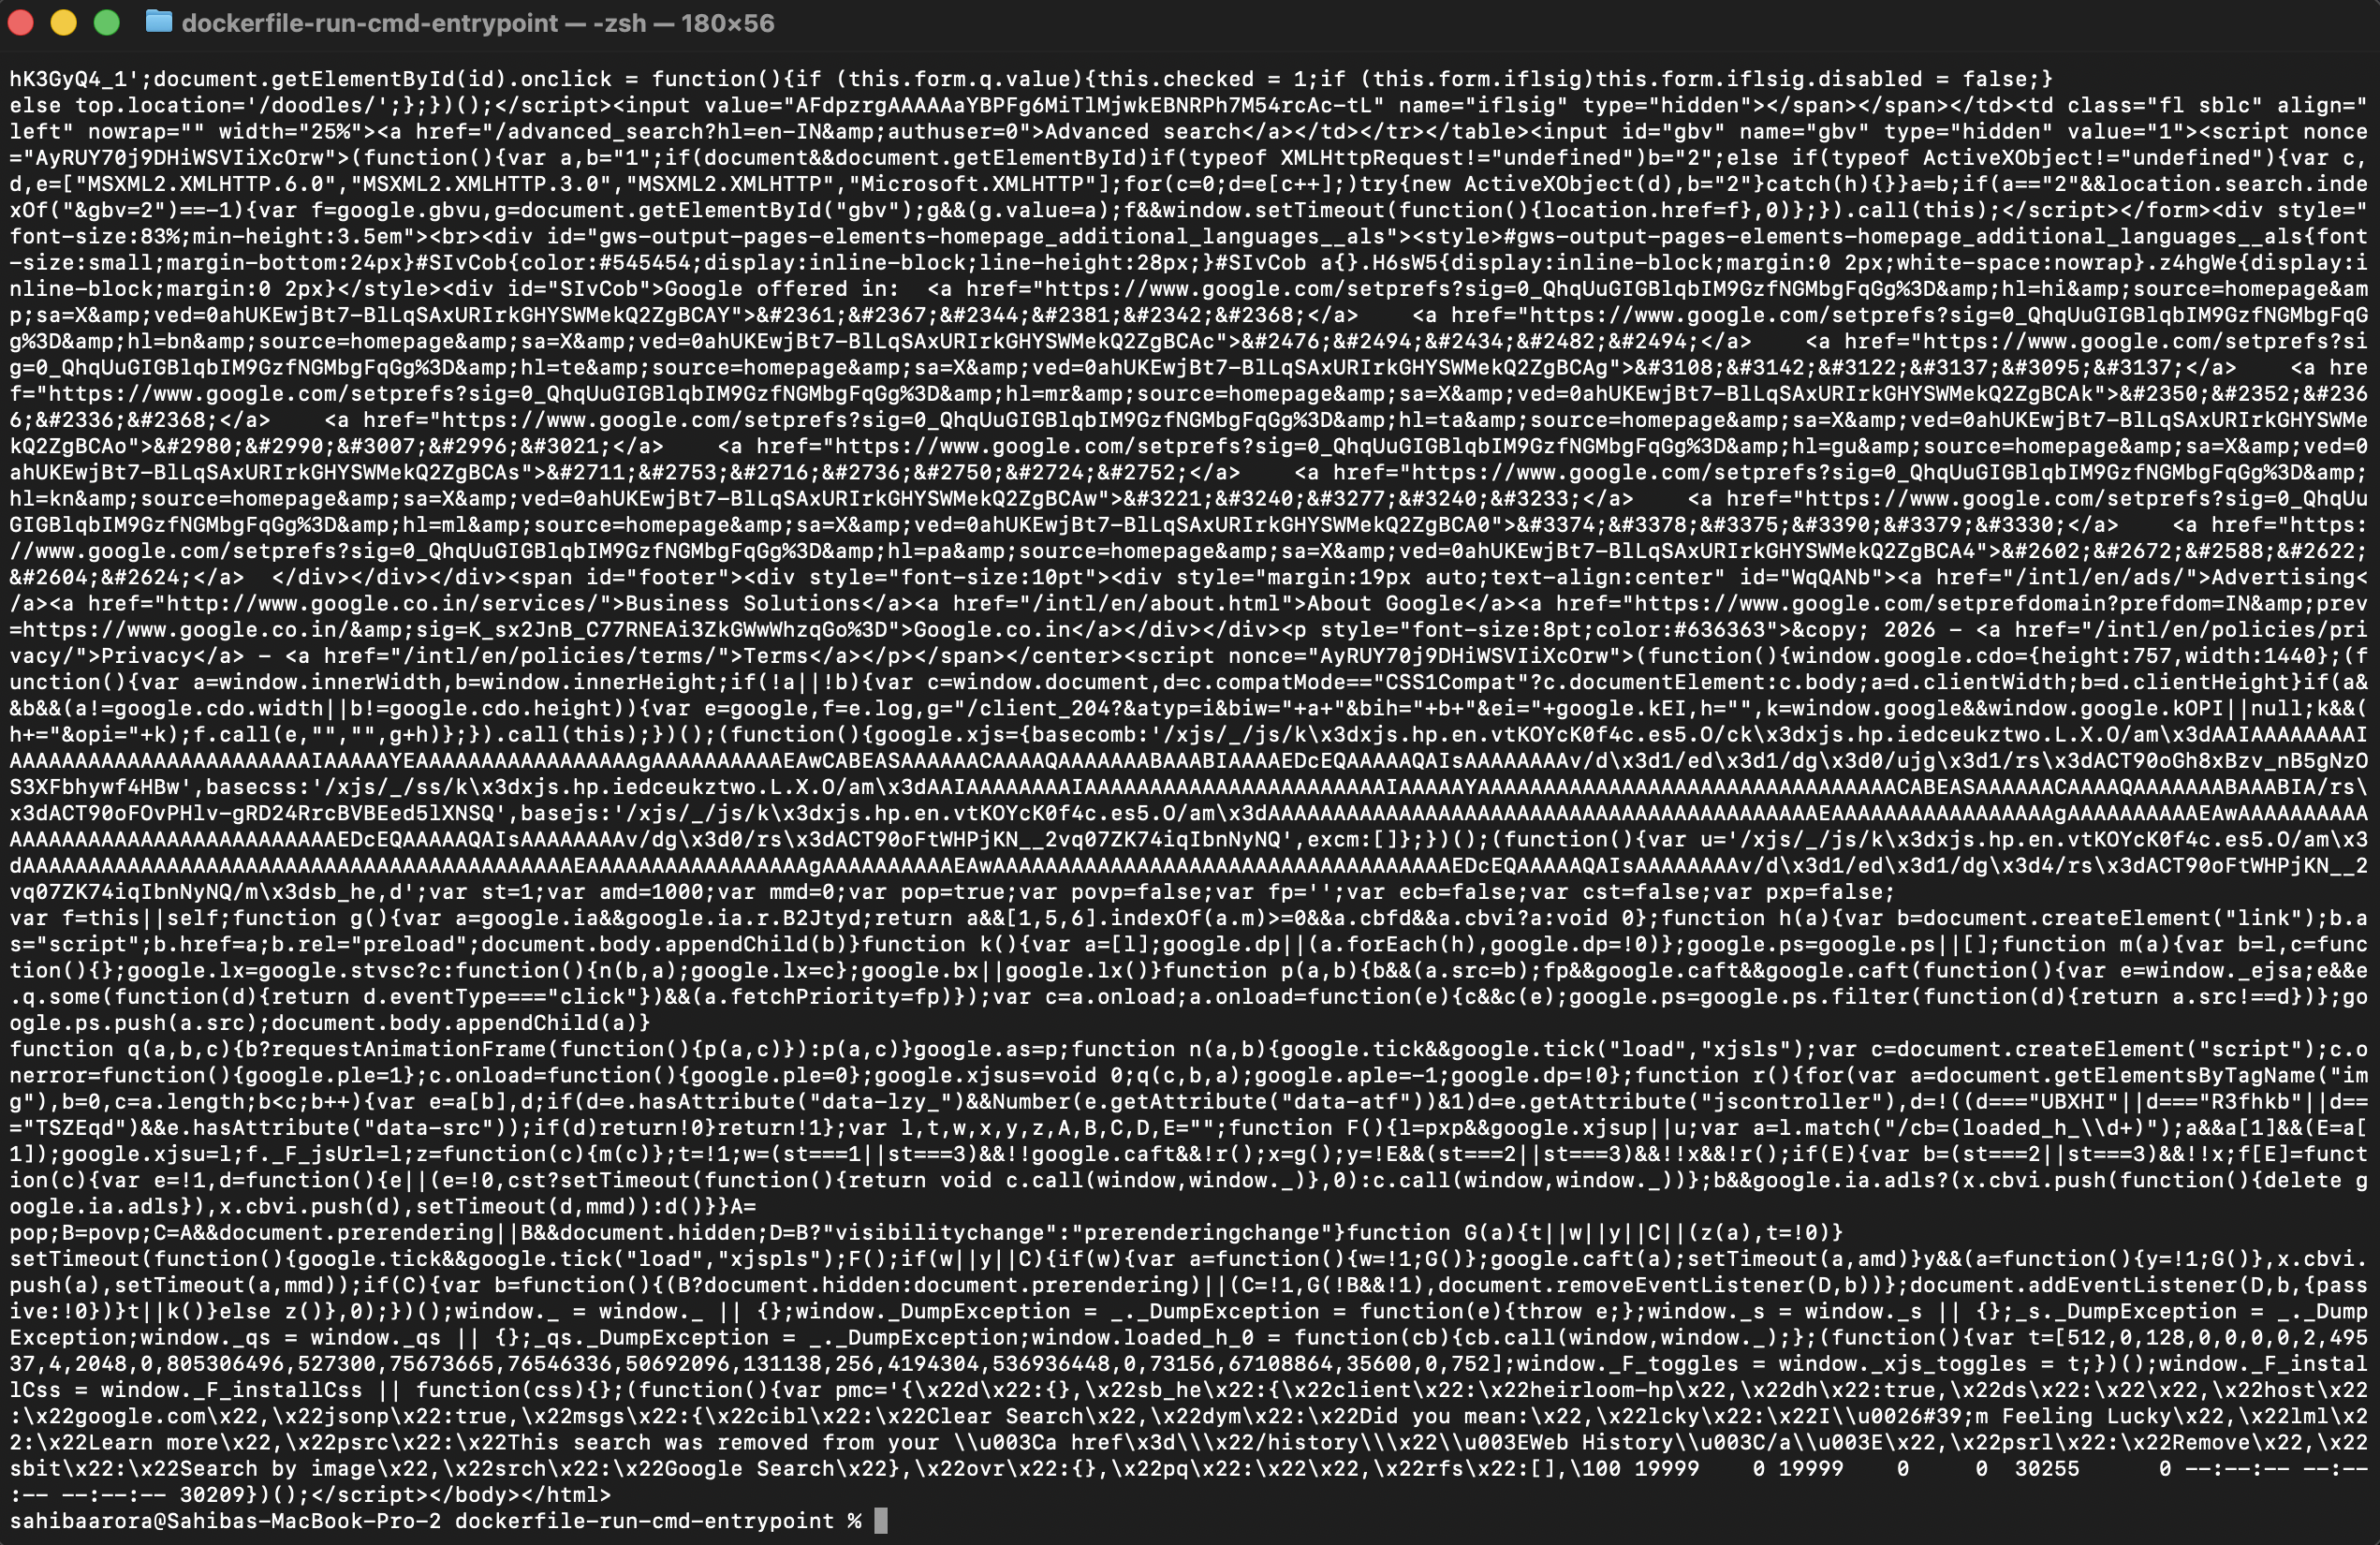 dockerfile-run-cmd-entrypoint — -zsh — 180×56
hK3GyQ4_1';document.getElementById(id).onclick = function(){if (this.form.q.value){this.checked = 1;if (this.form.iflsig)this.form.iflsig.disabled = false;}
else top.location='/doodles/';};})();</script><input value="AFdpzrgAAAAAaYBPFg6MiTlMjwkEBNRPh7M54rcAc-tL" name="iflsig" type="hidden"></span></span></td><td class="fl sblc" align="
left" nowrap="" width="25%"><a href="/advanced_search?hl=en-IN&amp;authuser=0">Advanced search</a></td></tr></table><input id="gbv" name="gbv" type="hidden" value="1"><script nonce
="AyRUY70j9DHiWSVIiXcOrw">(function(){var a,b="1";if(document&&document.getElementById)if(typeof XMLHttpRequest!="undefined")b="2";else if(typeof ActiveXObject!="undefined"){var c,
d,e=["MSXML2.XMLHTTP.6.0","MSXML2.XMLHTTP.3.0","MSXML2.XMLHTTP","Microsoft.XMLHTTP"];for(c=0;d=e[c++];)try{new ActiveXObject(d),b="2"}catch(h){}}a=b;if(a=="2"&&location.search.inde
xOf("&gbv=2")==-1){var f=google.gbvu,g=document.getElementById("gbv");g&&(g.value=a);f&&window.setTimeout(function(){location.href=f},0)};}).call(this);</script></form><div style="
font-size:83%;min-height:3.5em"><br><div id="gws-output-pages-elements-homepage_additional_languages__als"><style>#gws-output-pages-elements-homepage_additional_languages__als{font
-size:small;margin-bottom:24px}#SIvCob{color:#545454;display:inline-block;line-height:28px;}#SIvCob a{}.H6sW5{display:inline-block;margin:0 2px;white-space:nowrap}.z4hgWe{display:i
nline-block;margin:0 2px}</style><div id="SIvCob">Google offered in:  <a href="https://www.google.com/setprefs?sig=0_QhqUuGIGBlqbIM9GzfNGMbgFqGg%3D&amp;hl=hi&amp;source=homepage&am
p;sa=X&amp;ved=0ahUKEwjBt7-BlLqSAxURIrkGHYSWMekQ2ZgBCAY">&#2361;&#2367;&#2344;&#2381;&#2342;&#2368;</a>    <a href="https://www.google.com/setprefs?sig=0_QhqUuGIGBlqbIM9GzfNGMbgFqG
g%3D&amp;hl=bn&amp;source=homepage&amp;sa=X&amp;ved=0ahUKEwjBt7-BlLqSAxURIrkGHYSWMekQ2ZgBCAc">&#2476;&#2494;&#2434;&#2482;&#2494;</a>    <a href="https://www.google.com/setprefs?si
g=0_QhqUuGIGBlqbIM9GzfNGMbgFqGg%3D&amp;hl=te&amp;source=homepage&amp;sa=X&amp;ved=0ahUKEwjBt7-BlLqSAxURIrkGHYSWMekQ2ZgBCAg">&#3108;&#3142;&#3122;&#3137;&#3095;&#3137;</a>    <a hre
f="https://www.google.com/setprefs?sig=0_QhqUuGIGBlqbIM9GzfNGMbgFqGg%3D&amp;hl=mr&amp;source=homepage&amp;sa=X&amp;ved=0ahUKEwjBt7-BlLqSAxURIrkGHYSWMekQ2ZgBCAk">&#2350;&#2352;&#236
6;&#2336;&#2368;</a>    <a href="https://www.google.com/setprefs?sig=0_QhqUuGIGBlqbIM9GzfNGMbgFqGg%3D&amp;hl=ta&amp;source=homepage&amp;sa=X&amp;ved=0ahUKEwjBt7-BlLqSAxURIrkGHYSWMe
kQ2ZgBCAo">&#2980;&#2990;&#3007;&#2996;&#3021;</a>    <a href="https://www.google.com/setprefs?sig=0_QhqUuGIGBlqbIM9GzfNGMbgFqGg%3D&amp;hl=gu&amp;source=homepage&amp;sa=X&amp;ved=0
ahUKEwjBt7-BlLqSAxURIrkGHYSWMekQ2ZgBCAs">&#2711;&#2753;&#2716;&#2736;&#2750;&#2724;&#2752;</a>    <a href="https://www.google.com/setprefs?sig=0_QhqUuGIGBlqbIM9GzfNGMbgFqGg%3D&amp;
hl=kn&amp;source=homepage&amp;sa=X&amp;ved=0ahUKEwjBt7-BlLqSAxURIrkGHYSWMekQ2ZgBCAw">&#3221;&#3240;&#3277;&#3240;&#3233;</a>    <a href="https://www.google.com/setprefs?sig=0_QhqUu
GIGBlqbIM9GzfNGMbgFqGg%3D&amp;hl=ml&amp;source=homepage&amp;sa=X&amp;ved=0ahUKEwjBt7-BlLqSAxURIrkGHYSWMekQ2ZgBCA0">&#3374;&#3378;&#3375;&#3390;&#3379;&#3330;</a>    <a href="https:
//www.google.com/setprefs?sig=0_QhqUuGIGBlqbIM9GzfNGMbgFqGg%3D&amp;hl=pa&amp;source=homepage&amp;sa=X&amp;ved=0ahUKEwjBt7-BlLqSAxURIrkGHYSWMekQ2ZgBCA4">&#2602;&#2672;&#2588;&#2622;
&#2604;&#2624;</a>  </div></div></div><span id="footer"><div style="font-size:10pt"><div style="margin:19px auto;text-align:center" id="WqQANb"><a href="/intl/en/ads/">Advertising<
/a><a href="http://www.google.co.in/services/">Business Solutions</a><a href="/intl/en/about.html">About Google</a><a href="https://www.google.com/setprefdomain?prefdom=IN&amp;prev
=https://www.google.co.in/&amp;sig=K_sx2JnB_C77RNEAi3ZkGWwWhzqGo%3D">Google.co.in</a></div></div><p style="font-size:8pt;color:#636363">&copy; 2026 - <a href="/intl/en/policies/pri
vacy/">Privacy</a> - <a href="/intl/en/policies/terms/">Terms</a></p></span></center><script nonce="AyRUY70j9DHiWSVIiXcOrw">(function(){window.google.cdo={height:757,width:1440};(f
unction(){var a=window.innerWidth,b=window.innerHeight;if(!a||!b){var c=window.document,d=c.compatMode=="CSS1Compat"?c.documentElement:c.body;a=d.clientWidth;b=d.clientHeight}if(a&
&b&&(a!=google.cdo.width||b!=google.cdo.height)){var e=google,f=e.log,g="/client_204?&atyp=i&biw="+a+"&bih="+b+"&ei="+google.kEI,h="",k=window.google&&window.google.kOPI||null;k&&(
h+="&opi="+k);f.call(e,"","",g+h)};}).call(this);})();(function(){google.xjs={basecomb:'/xjs/_/js/k\x3dxjs.hp.en.vtKOYcK0f4c.es5.O/ck\x3dxjs.hp.iedceukztwo.L.X.O/am\x3dAAIAAAAAAAI
S3XFbhywf4HBw',basecss:'/xjs/_/ss/k\x3dxjs.hp.iedceukztwo.L.X.O/
x3dACT90oFOvPHlv-gRD24RrcBVBEed5lXNSQ',basejs:'/xjs/_/js/k\x3dxjs.hp.en.vtKOYcK0f4c.es5.O/
/dg\x3d0/rs\x3dACT90oFtWHPjKN__2vq07ZK74iqIbnNyNQ',excm:[]};})();(function(){var u='/xjs/_/js/k\x3dxjs.hp.en.vtKOYcK0f4c.es5.O/am\x3
/d\x3d1/ed\x3d1/dg\x3d4/rs\x3dACT90oFtWHPjKN__2
vq07ZK74iqIbnNyNQ/m\x3dsb_he,d';var st=1;var amd=1000;var mmd=0;var pop=true;var povp=false;var fp='';var ecb=false;var cst=false;var pxp=false;
var f=this||self;function g(){var a=google.ia&&google.ia.r.B2Jtyd;return a&&[1,5,6].indexOf(a.m)>=0&&a.cbfd&&a.cbvi?a:void 0};function h(a){var b=document.createElement("link");b.a
s="script";b.href=a;b.rel="preload";document.body.appendChild(b)}function k(){var a=[l];google.dp||(a.forEach(h),google.dp=!0)};google.ps=google.ps||[];function m(a){var b=l,c=func
tion(){};google.lx=google.stvsc?c:function(){n(b,a);google.lx=c};google.bx||google.lx()}function p(a,b){b&&(a.src=b);fp&&google.caft&&google.caft(function(){var e=window._ejsa;e&&e
.q.some(function(d){return d.eventType==="click"})&&(a.fetchPriority=fp)});var c=a.onload;a.onload=function(e){c&&c(e);google.ps=google.ps.filter(function(d){return a.src!==d})};go
ogle.ps.push(a.src);document.body.appendChild(a)}
function q(a,b,c){b?requestAnimationFrame(function(){p(a,c)}):p(a,c)}google.as=p;function n(a,b){google.tick&&google.tick("load","xjsls");var c=document.createElement("script");c.o
nerror=function(){google.ple=1};c.onload=function(){google.ple=0};google.xjsus=void 0;q(c,b,a);google.aple=-1;google.dp=!0};function r(){for(var a=document.getElementsByTagName("im
g"),b=0,c=a.length;b<c;b++){var e=a[b],d;if(d=e.hasAttribute("data-lzy_")&&Number(e.getAttribute("data-atf"))&1)d=e.getAttribute("jscontroller"),d=!((d==="UBXHI"||d==="R3fhkb"||d==
="TSZEqd")&&e.hasAttribute("data-src"));if(d)return!0}return!1};var l,t,w,x,y,z,A,B,C,D,E="";function F(){l=pxp&&google.xjsup||u;var a=l.match("/cb=(loaded_h_\\d+)");a&&a[1]&&(E=a[
1]);google.xjsu=l;f._F_jsUrl=l;z=function(c){m(c)};t=!1;w=(st===1||st===3)&&!!google.caft&&!r();x=g();y=!E&&(st===2||st===3)&&!!x&&!r();if(E){var b=(st===2||st===3)&&!!x;f[E]=funct
ion(c){var e=!1,d=function(){e||(e=!0,cst?setTimeout(function(){return void c.call(window,window._)},0):c.call(window,window._))};b&&google.ia.adls?(x.cbvi.push(function(){delete g
oogle.ia.adls}),x.cbvi.push(d),setTimeout(d,mmd)):d()}}A=
pop;B=povp;C=A&&document.prerendering||B&&document.hidden;D=B?"visibilitychange":"prerenderingchange"}function G(a){t||w||y||C||(z(a),t=!0)}
setTimeout(function(){google.tick&&google.tick("load","xjspls");F();if(w||y||C){if(w){var a=function(){w=!1;G()};google.caft(a);setTimeout(a,amd)}y&&(a=function(){y=!1;G()},x.cbvi.
push(a),setTimeout(a,mmd));if(C){var b=function(){(B?document.hidden:document.prerendering)||(C=!1,G(!B&&!1),document.removeEventListener(D,b))};document.addEventListener(D,b,{pass
ive:!0})}t||k()}else z()},0);})();window._ = window._ || {};window._DumpException = _._DumpException = function(e){throw e;};window._s = window._s || {};_s._DumpException = _._Dump
Exception;window._qs = window._qs || {};_qs._DumpException = _._DumpException;window.loaded_h_0 = function(cb){cb.call(window,window._);};(function(){var t=[512,0,128,0,0,0,0,2,495
37,4,2048,0,805306496,527300,75673665,76546336,50692096,131138,256,4194304,536936448,0,73156,67108864,35600,0,752];window._F_toggles = window._xjs_toggles = t;})();window._F_instal
lCss = window._F_installCss || function(css){};(function(){var pmc='{\x22d\x22:{},\x22sb_he\x22:{\x22client\x22:\x22heirloom-hp\x22,\x22dh\x22:true,\x22ds\x22:\x22\x22,\x22host\x22
:\x22google.com\x22,\x22jsonp\x22:true,\x22msgs\x22:{\x22cibl\x22:\x22Clear Search\x22,\x22dym\x22:\x22Did you mean:\x22,\x22lcky\x22:\x22I\\u0026#39;m Feeling Lucky\x22,\x22lml\x2
2:\x22Learn more\x22,\x22psrc\x22:\x22This search was removed from your \\u003Ca href\x3d\\\x22/history\\\x22\\u003EWeb History\\u003C/a\\u003E\x22,\x22psrl\x22:\x22Remove\x22,\x22
sbit\x22:\x22Search by image\x22,\x22srch\x22:\x22Google Search\x22},\x22ovr\x22:{},\x22pq\x22:\x22\x22,\x22rfs\x22:[],\100 19999    0 19999    0      0  30255      0 --:--:-- --:--
:-- --:--:-- 30209})();</script></body></html>
sahibaarora@Sahibas-MacBook-Pro-2 dockerfile-run-cmd-entrypoint %